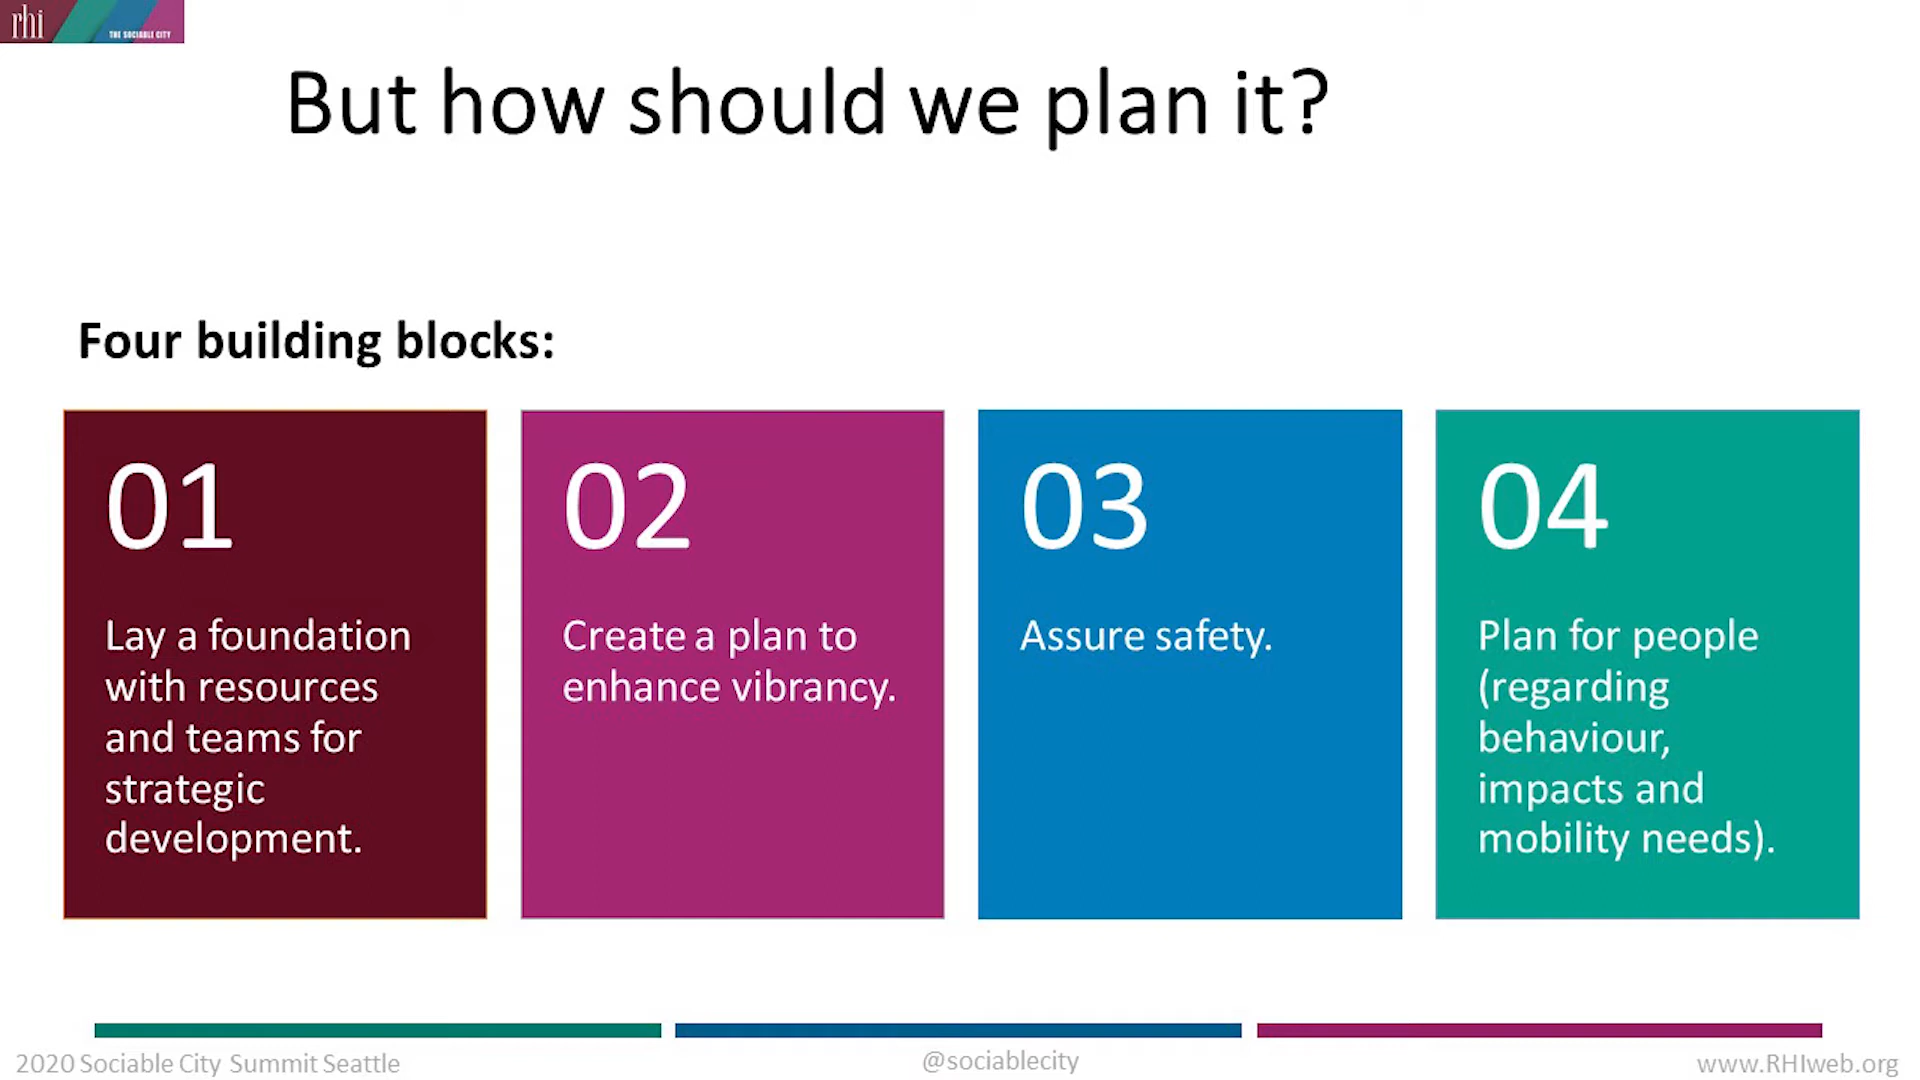 rhi
THE SOCIABLE CITY
But how should we plan it?
Four building blocks:
01
Lay a foundation
with resources
and teams for
strategic
development.
02
Create a plan to
enhance vibrancy.
03
Assure safety.
04
Plan for people
(regarding
behaviour,
impacts and
mobility needs).
2020 Sociable City Summit Seattle
@sociablecity
www.RHIweb.org